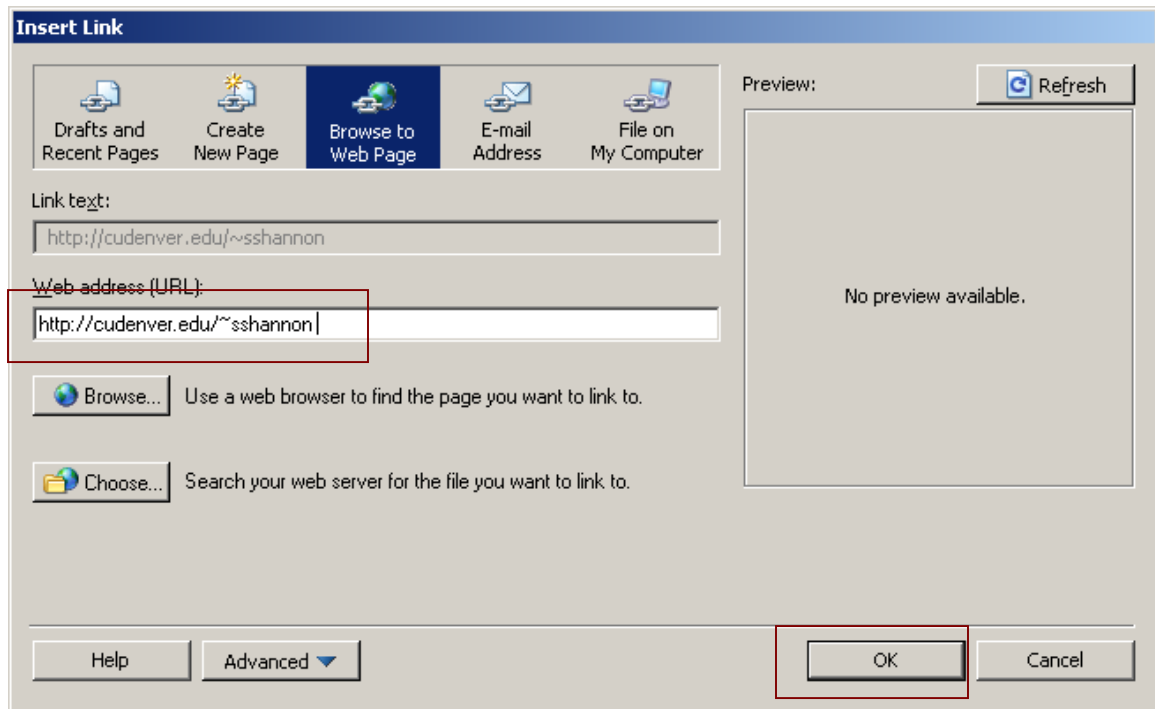 Insert Link
Drafts and
Recent Pages
Create
New Page
Browse to
Web Page
E-mail
Address
File on
My Computer
Preview:
Refresh
Link text:
http://cudenver.edu/~sshannon
Web address (URL):
http://cudenver.edu/~sshannon
No preview available.
Browse...
Use a web browser to find the page you want to link to.
Choose...
Search your web server for the file you want to link to.
Help
Advanced
OK
Cancel